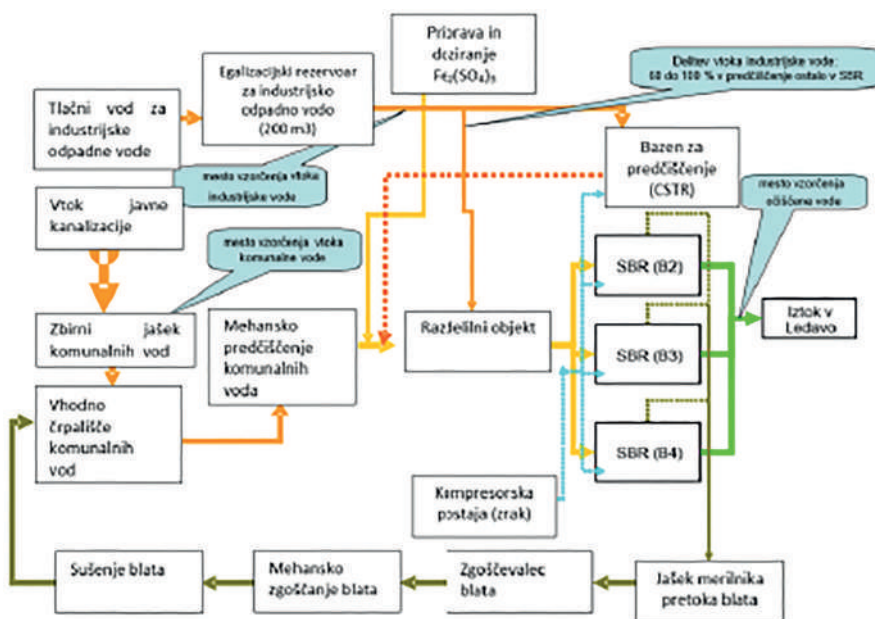 Priprava in
doziranje
Fe₂(SO₄)₃
Delitev vtoka industrijske vode:
60 do 100 % v predčiščenje ostalo v SBR
Egalizacijski rezervoar
za industrijsko
odpadno vodo
(200 m3)
Tlačni vod za
industrijske
odpadne vode
Bazen za
predčiščenje
(CSTR)
mesto vzorčenja vtoka
industrijske vode
mesto vzorčenja
očiščene vode
Vtok javne
kanalizacije
mesto vzorčenja vtoka
komunalne vode
SBR (B2)
Iztok v
Ledavo
Zbirni jašek
komunalnih vod
Mehansko
predčiščenje
komunalnih
voda
Razdelilni objekt
SBR (B3)
Vhodno
črpališče
komunalnih
vod
SBR (B4)
Kompresorska
postaja (zrak)
Sušenje blata
Mehansko
zgoščanje blata
Zgoščevalec
blata
Jašek merilnika
pretoka blata